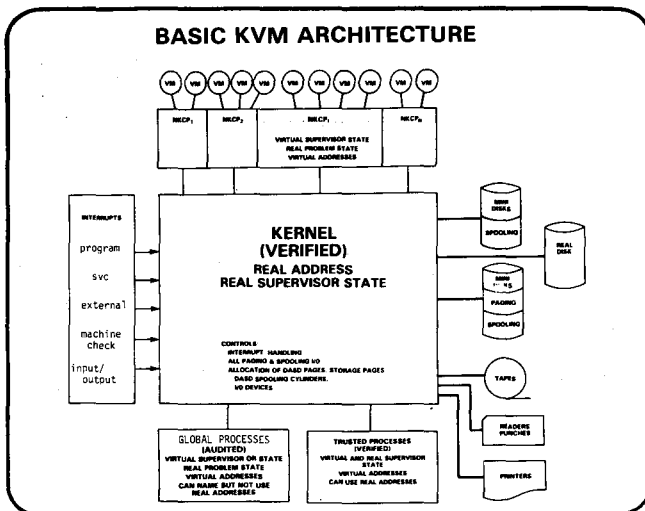 BASIC KVM ARCHITECTURE
VM VM VM VM VM VM VM VM VM VM VM
NKCP1 NKCP2 NKCPI NKCPN
VIRTUAL SUPERVISOR STATE
REAL PROBLEM STATE
VIRTUAL ADDRESSES
INTERRUPTS
program
svc
external
machine
check
input/
output
KERNEL
(VERIFIED)
REAL ADDRESS
REAL SUPERVISOR STATE
CONTROLS
INTERRUPT HANDLING
ALL PAGING & SPOOLING I/O
ALLOCATION OF DASD PAGES, STORAGE PAGES
DASD SPOOLING CYLINDERS,
I/O DEVICES
MINI
DISKS
SPOOLING
REAL
DISK
MINI
DISKS
PAGING
SPOOLING
TAPES
READERS
PUNCHES
PRINTERS
GLOBAL PROCESSES
(AUDITED)
VIRTUAL SUPERVISOR OR STATE
REAL PROBLEM STATE
VIRTUAL ADDRESSES
CAN NAME BUT NOT USE
REAL ADDRESSES
TRUSTED PROCESSES
(VERIFIED)
VIRTUAL AND REAL SUPERVISOR
STATE
VIRTUAL ADDRESSES
CAN USE REAL ADDRESSES